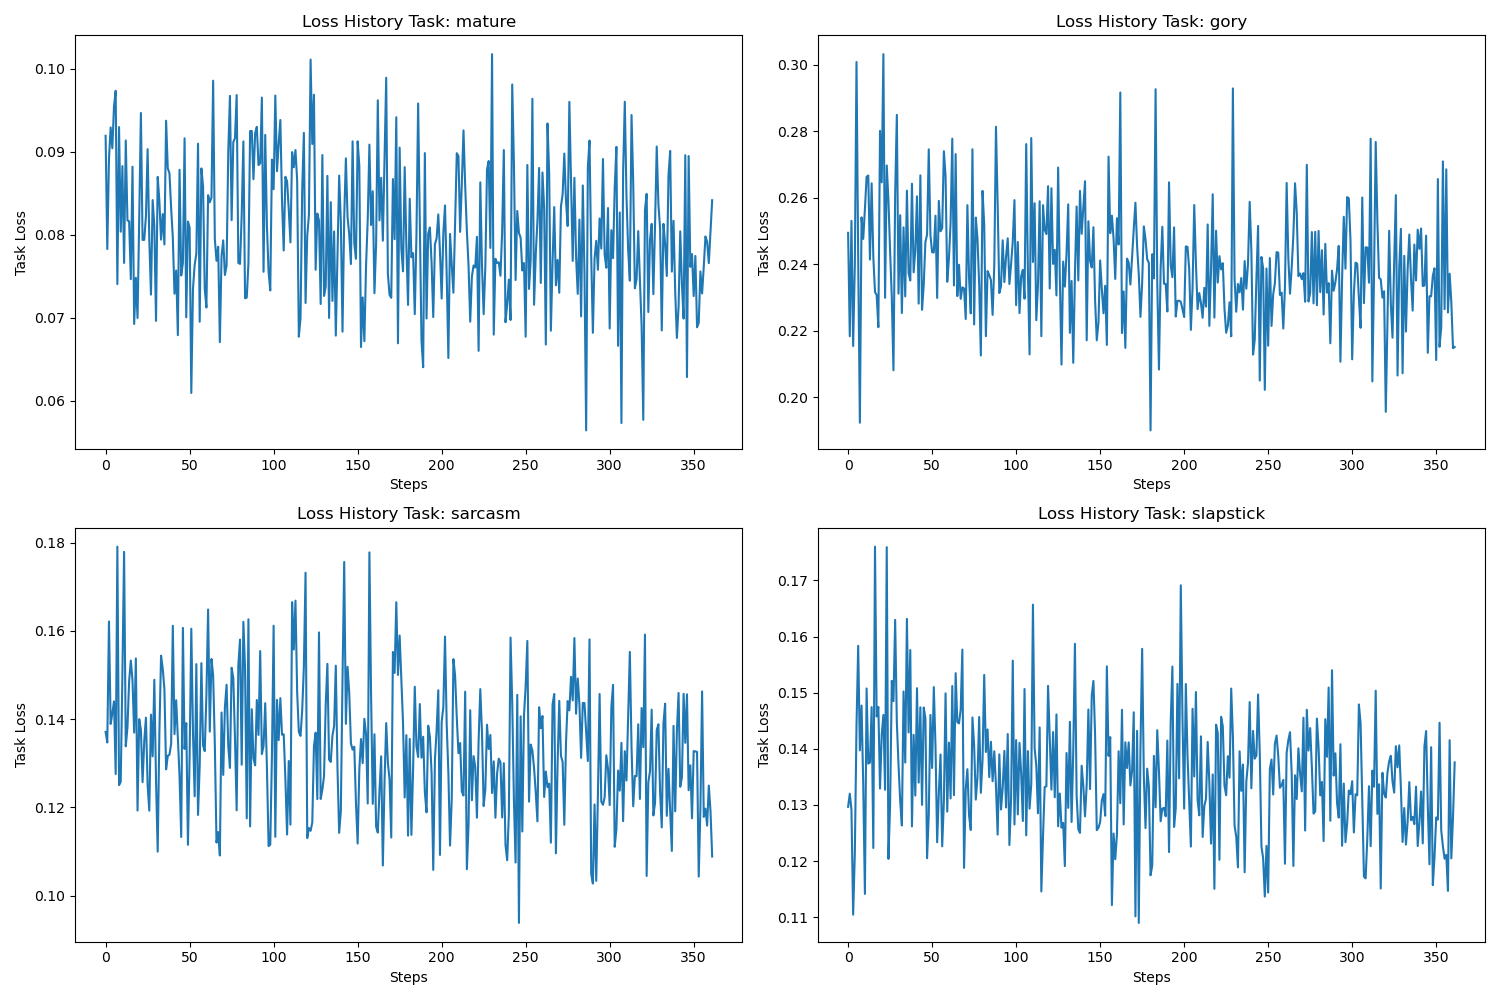 Loss History Task: mature
Task Loss
0.10
0.09
0.08
0.07
0.06
0 50 100 150 200 250 300 350
Steps
Loss History Task: gory
Task Loss
0.30
0.28
0.26
0.24
0.22
0.20
0 50 100 150 200 250 300 350
Steps
Loss History Task: sarcasm
Task Loss
0.18
0.16
0.14
0.12
0.10
0 50 100 150 200 250 300 350
Steps
Loss History Task: slapstick
Task Loss
0.17
0.16
0.15
0.14
0.13
0.12
0.11
0 50 100 150 200 250 300 350
Steps